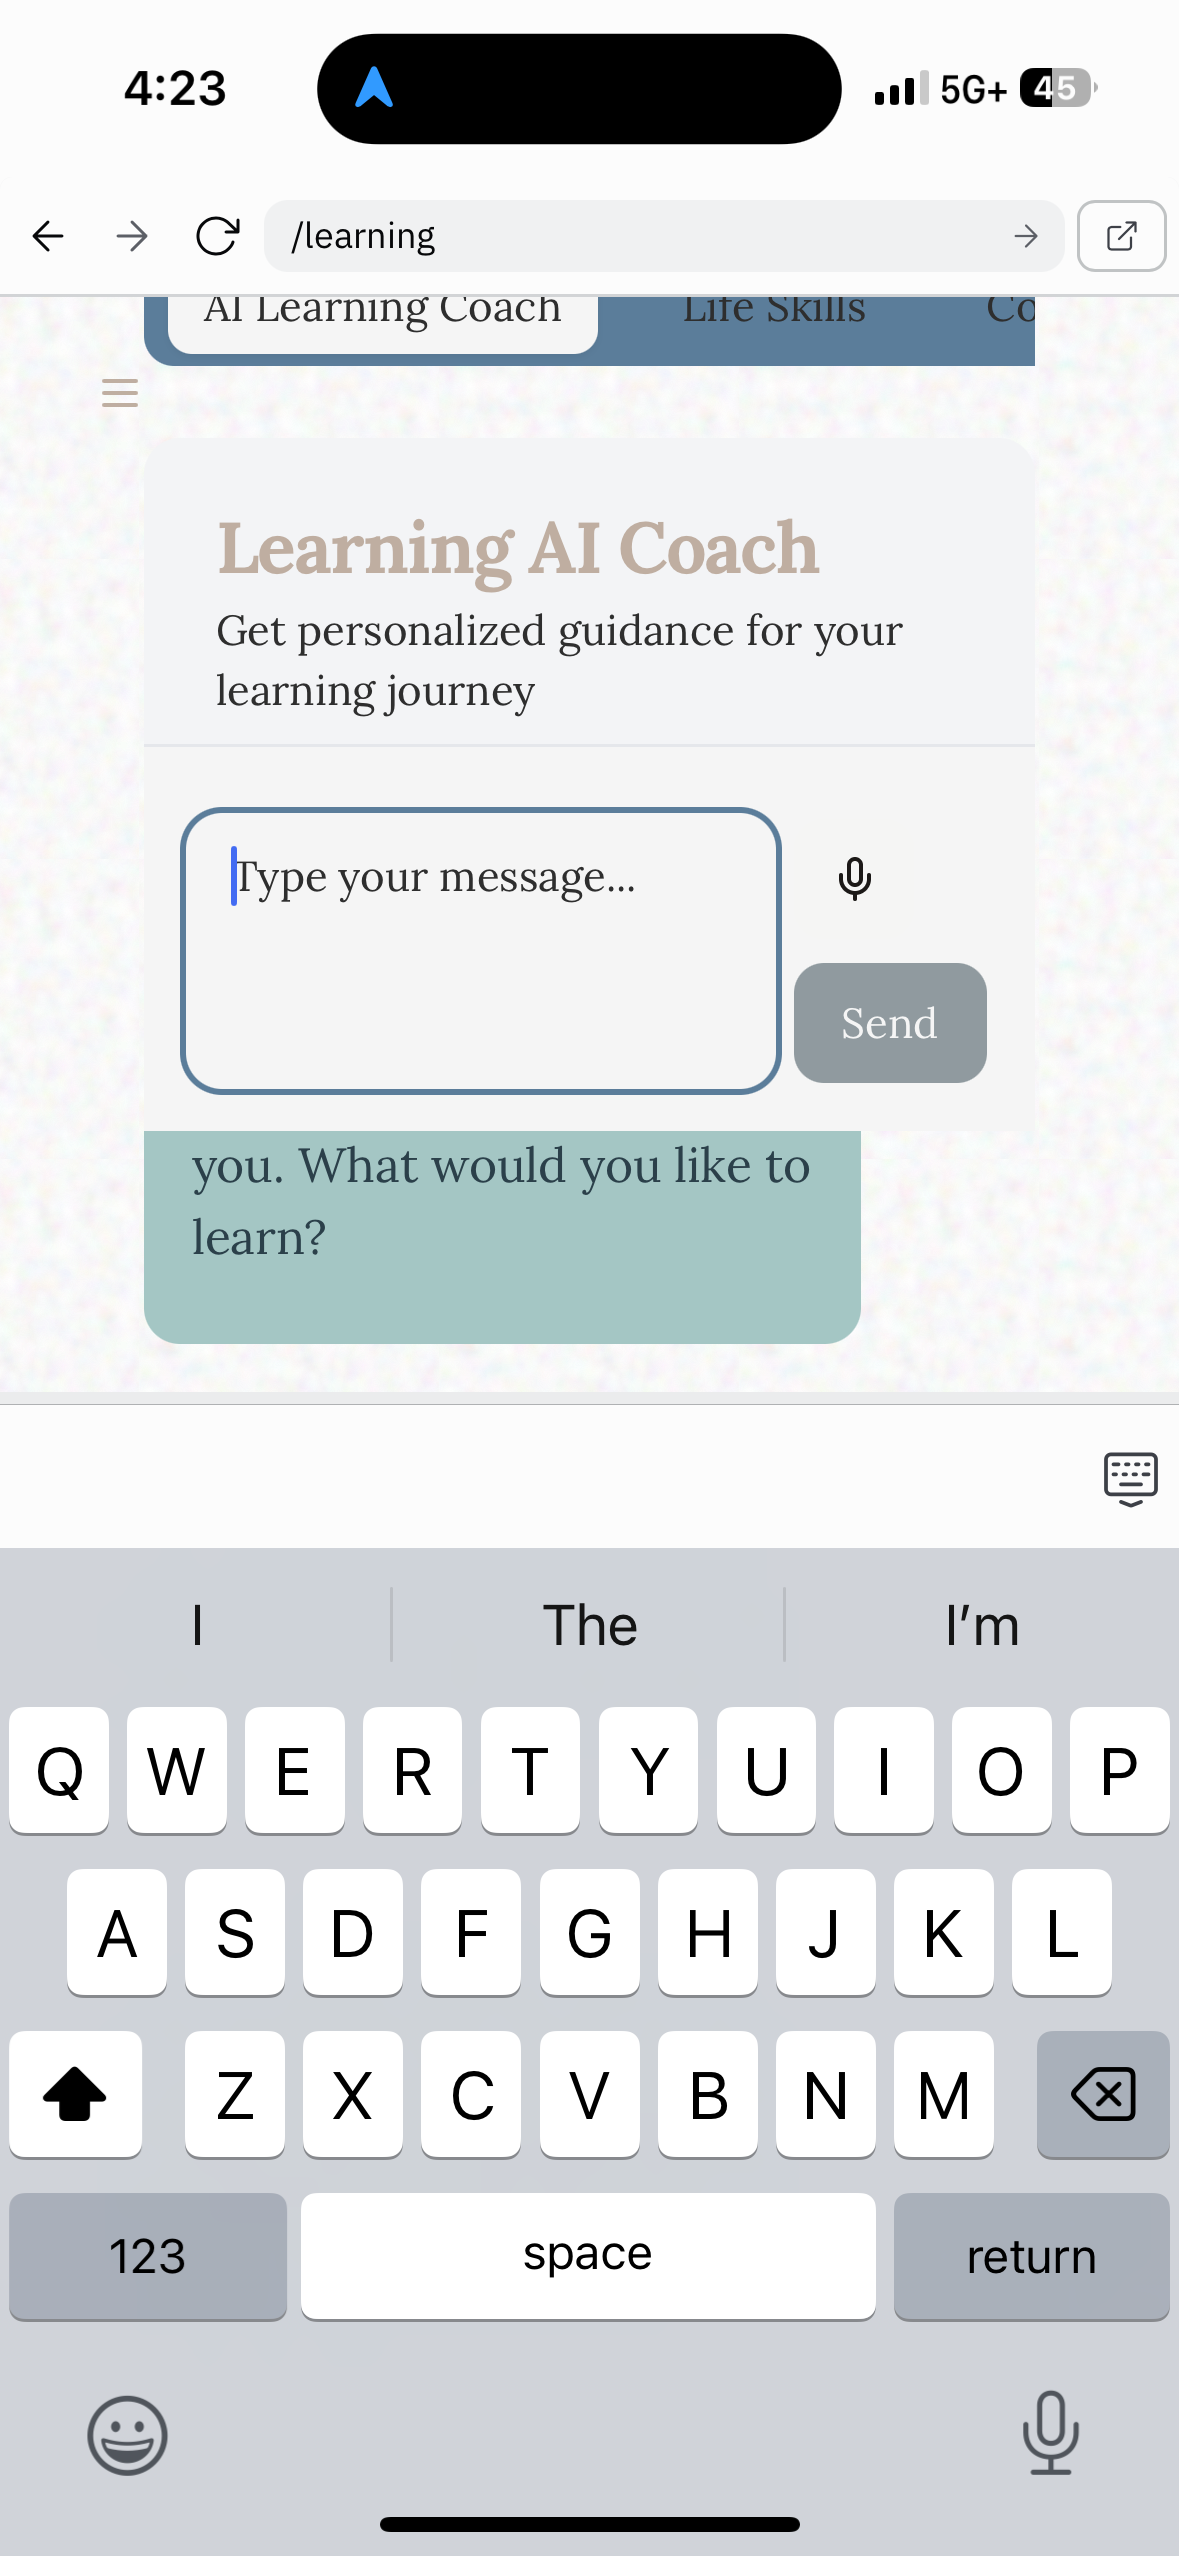 4:23
5G+
45
/learning
AI Learning Coach
Life Skills
Co
Learning AI Coach
Get personalized guidance for your
learning journey
Type your message...
Send
you. What would you like to
learn?
I
The
I'm
Q W E R T Y U I O P
A S D F G H J K L
Z X C V B N M
123
space
return